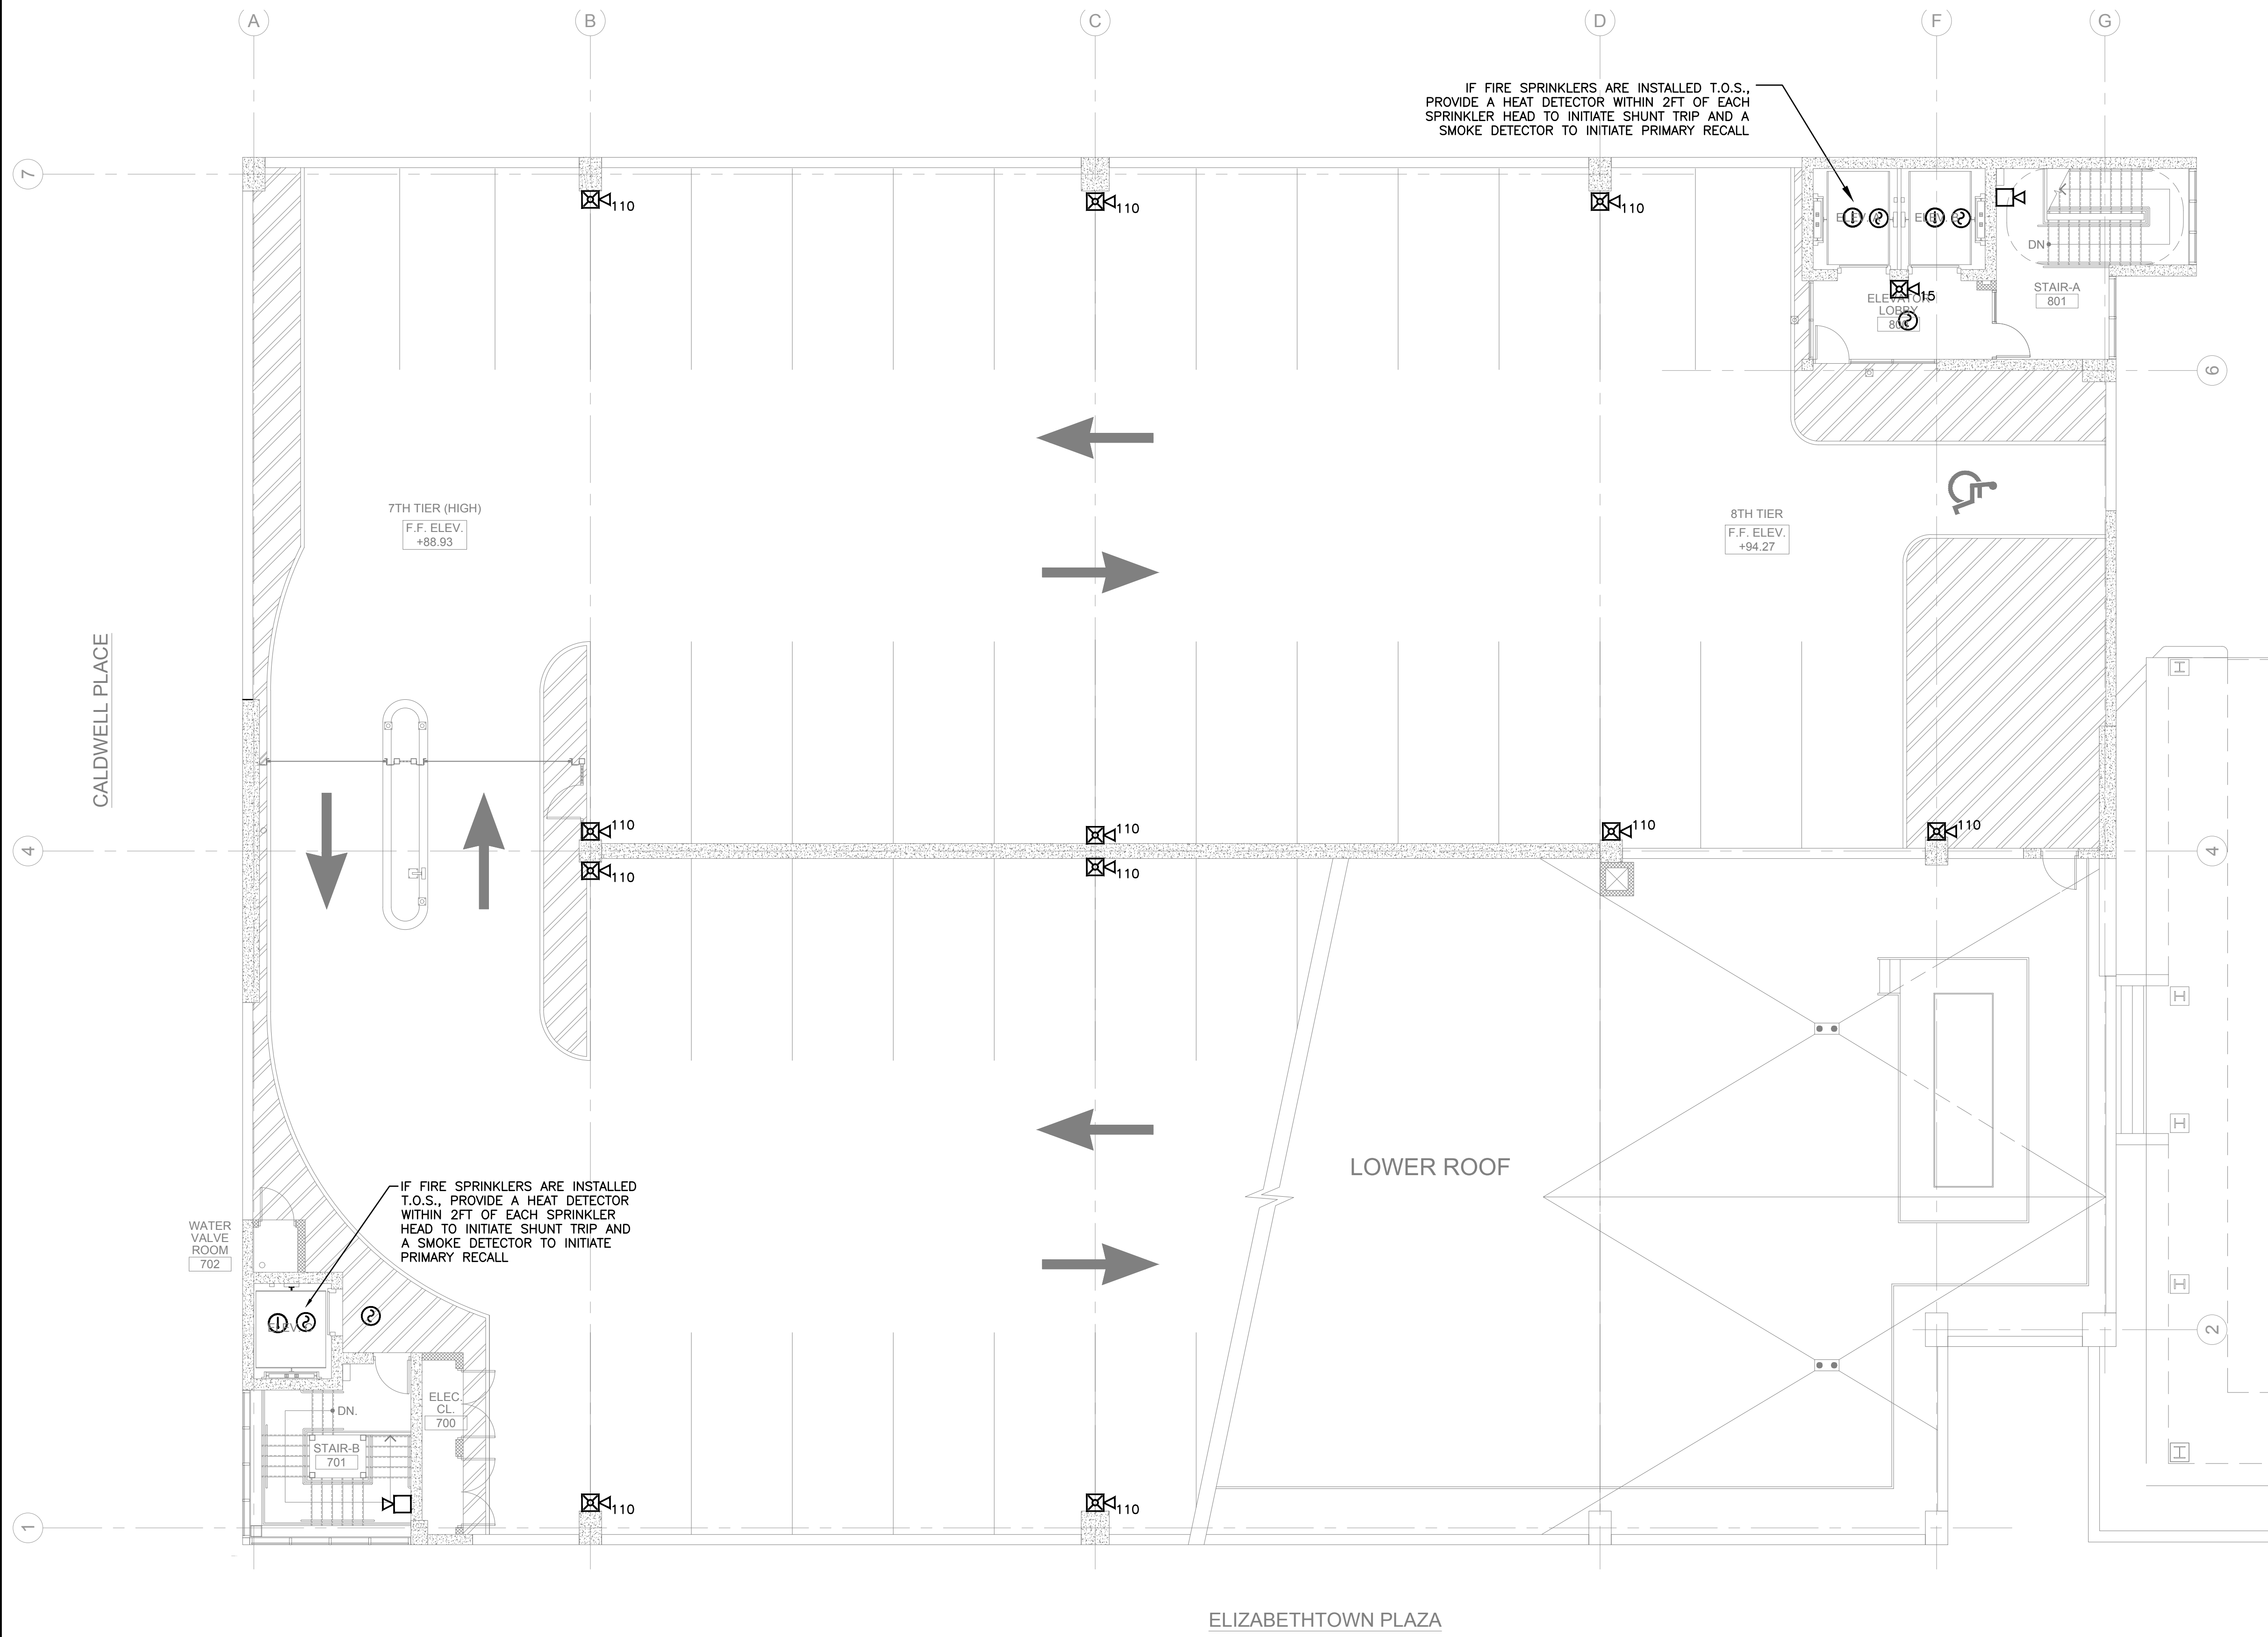 A
B
C
D
F
G
IF FIRE SPRINKLERS ARE INSTALLED T.O.S.,
PROVIDE A HEAT DETECTOR WITHIN 2FT OF EACH
SPRINKLER HEAD TO INITIATE SHUNT TRIP AND A
SMOKE DETECTOR TO INITIATE PRIMARY RECALL
7
110
110
110
ELEV.
ELEV. B
DN
15
ELEVATOR
LOBBY
STAIR-A
801
6
7TH TIER (HIGH)
F.F. ELEV.
+88.93
8TH TIER
F.F. ELEV.
+94.27
CALDWELL PLACE
110
110
110
110
4
4
110
110
LOWER ROOF
IF FIRE SPRINKLERS ARE INSTALLED
T.O.S., PROVIDE A HEAT DETECTOR
WITHIN 2FT OF EACH SPRINKLER
HEAD TO INITIATE SHUNT TRIP AND
A SMOKE DETECTOR TO INITIATE
PRIMARY RECALL
WATER
VALVE
ROOM
702
2
DN.
ELEC.
CL.
700
STAIR-B
701
110
110
1
ELIZABETHTOWN PLAZA